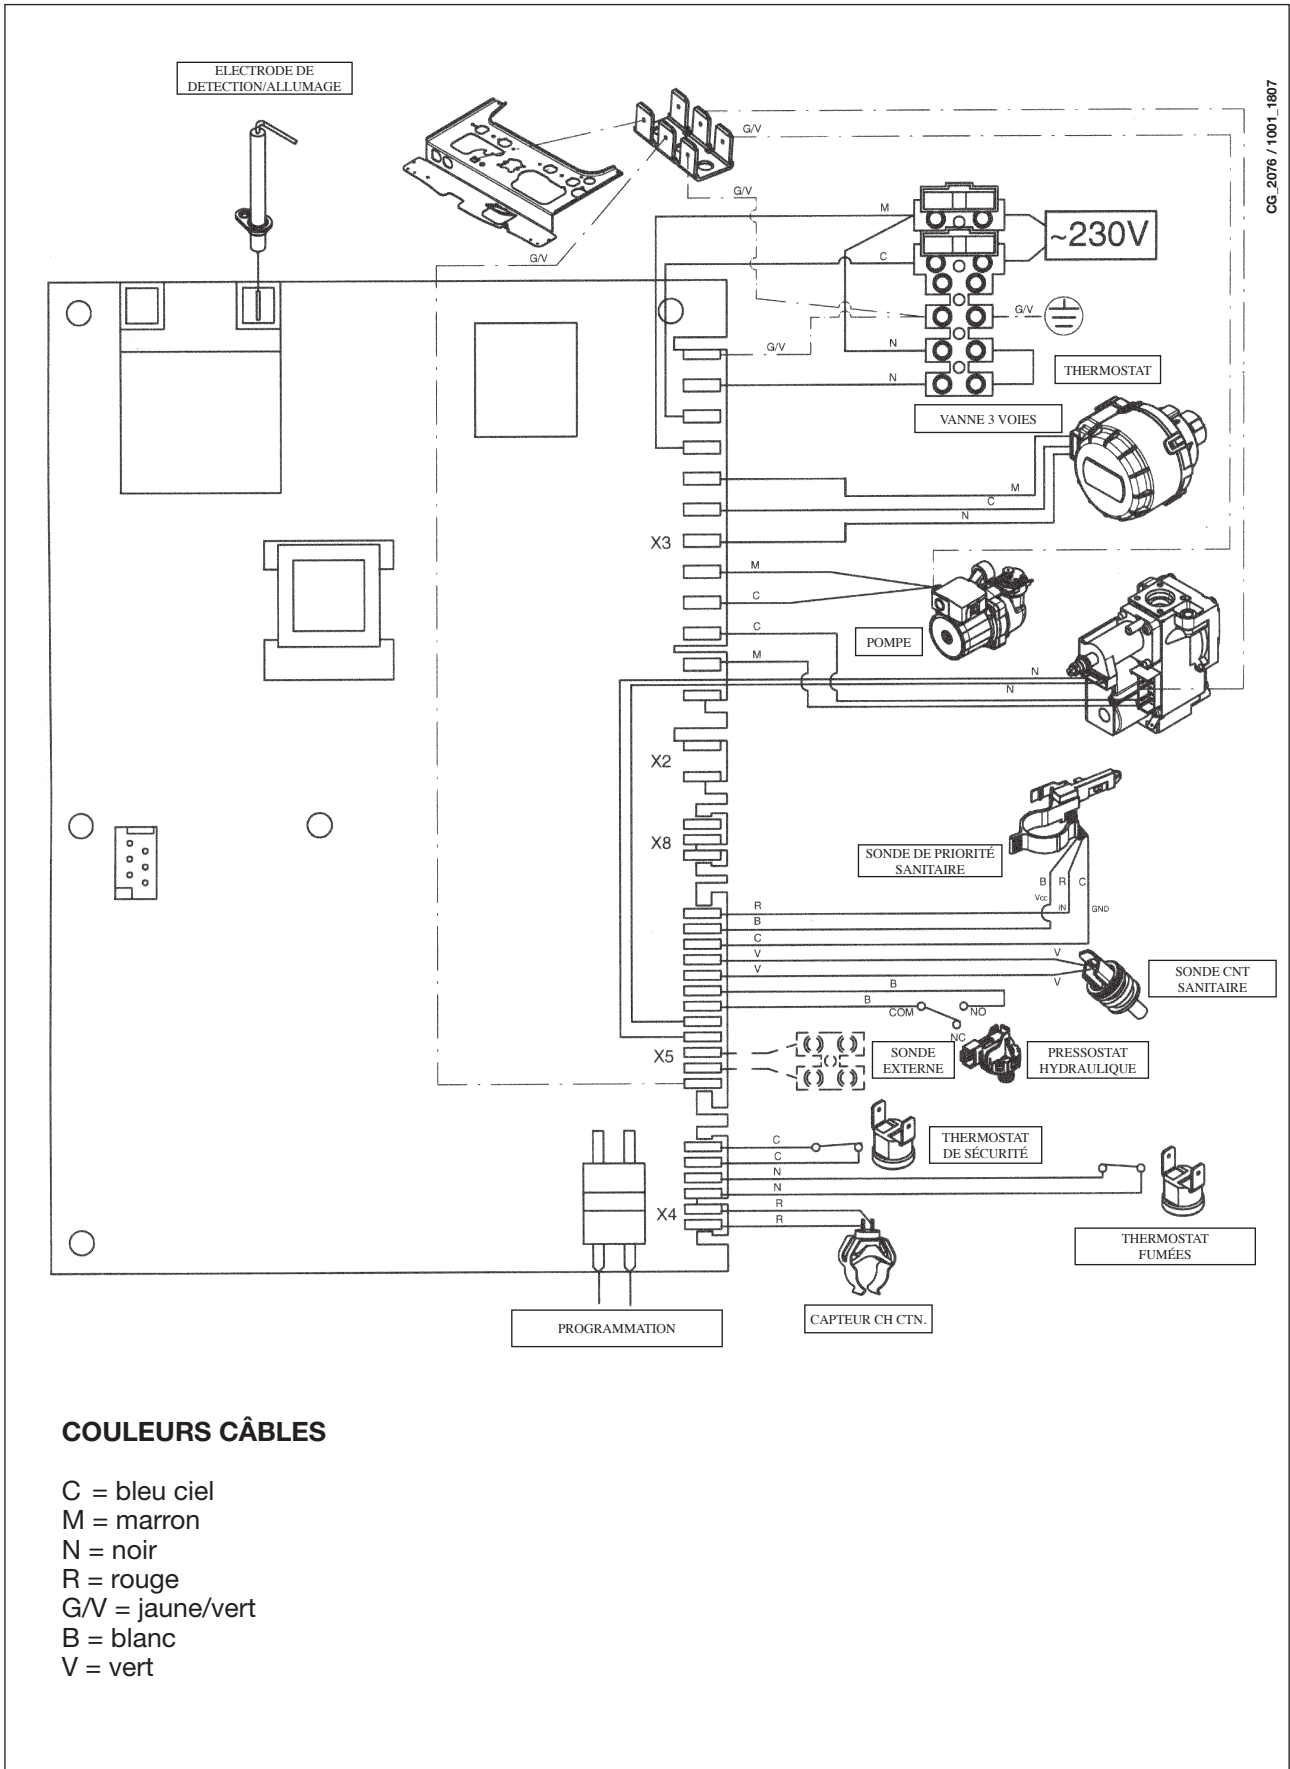 ELECTRODE DE
DETECTION/ALLUMAGE
CG_2076 / 1001_1807
G/V
G/V
G/V
M
~230V
C
G/V
G/V
N
N
THERMOSTAT
VANNE 3 VOIES
M
C
N
X3
M
C
C
M
POMPE
N
N
X2
X8
SONDE DE PRIORITÉ
SANITAIRE
B
R
C
Vcc
IN
GND
R
B
C
V
V
V
V
SONDE CNT
SANITAIRE
B
B
COM
NO
NC
X5
SONDE
EXTERNE
PRESSOSTAT
HYDRAULIQUE
C
C
N
N
R
R
THERMOSTAT
DE SÉCURITÉ
X4
THERMOSTAT
FUMÉES
CAPTEUR CH CTN.
PROGRAMMATION
COULEURS CÂBLES
C = bleu ciel
M = marron
N = noir
R = rouge
G/V = jaune/vert
B = blanc
V = vert